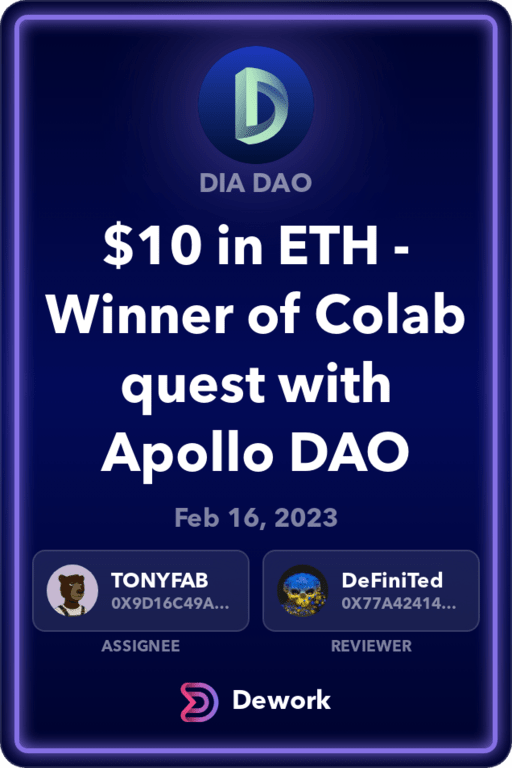 DIA DAO
$10 in ETH -
Winner of Colab
quest with
Apollo DAO
Feb 16, 2023
TONYFAB
0X9D16C49A...
ASSIGNEE
DeFiniTed
0X77A42414...
REVIEWER
Dework